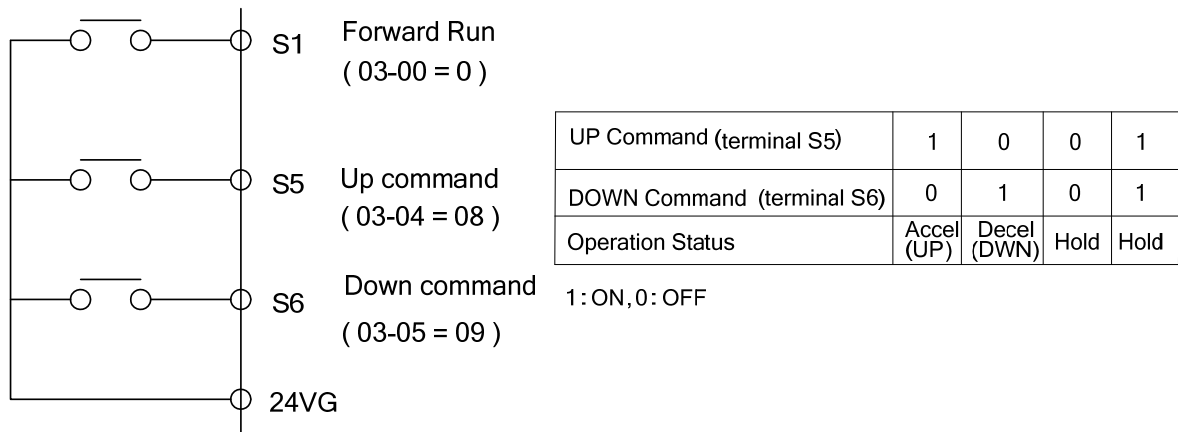 S1 Forward Run
( 03-00 = 0 )
S5 Up command
( 03-04 = 08 )
S6 Down command
( 03-05 = 09 )
24VG
UP Command (terminal S5) 1 0 0 1
DOWN Command (terminal S6) 0 1 0 1
Operation Status Accel (UP) Decel (DWN) Hold Hold
1: ON, 0: OFF